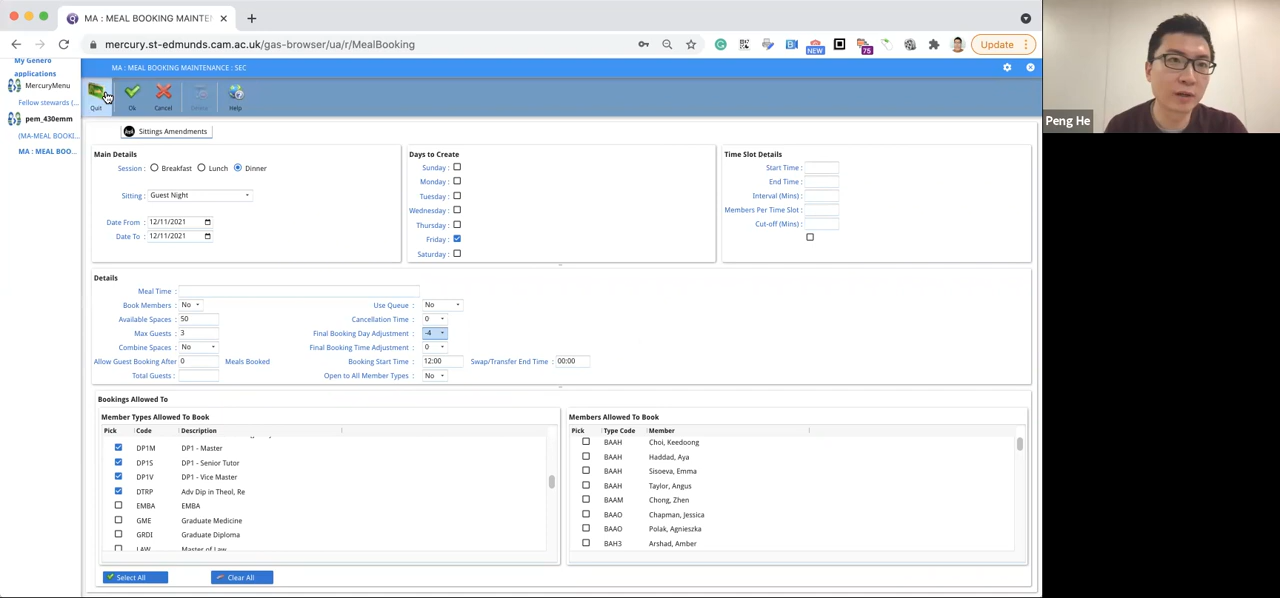 MA : MEAL BOOKING MAINTE
mercury.st-edmunds.cam.ac.uk/gas-browser/ua/r/MealBooking
NEW
75
Update
My Genero
applications
MercuryMenu
Fellow stewards (...
pem_430emm
(MA-MEAL BOOKI...
MA : MEAL BOO...
MA : MEAL BOOKING MAINTENANCE : SEC
Quit
Ok
Cancel
Help
Sittings Amendments
Main Details
Session : Breakfast Lunch Dinner
Sitting : Guest Night
Date From : 12/11/2021
Date To : 12/11/2021
Days to Create
Sunday :
Monday :
Tuesday :
Wednesday :
Thursday :
Friday :
Saturday :
Time Slot Details
Start Time :
End Time :
Interval (Mins) :
Members Per Time Slot :
Cut-off (Mins) :
Details
Meal Time :
Book Members : No
Use Queue : No
Available Spaces : 50
Cancellation Time : 0
Max Guests : 3
Final Booking Day Adjustment : -4
Combine Spaces : No
Final Booking Time Adjustment : 0
Allow Guest Booking After 0 Meals Booked
Booking Start Time : 12:00
Swap/Transfer End Time : 00:00
Total Guests :
Open to All Member Types : No
Bookings Allowed To
Member Types Allowed To Book
Pick Code Description
DP1M DP1 - Master
DP1S DP1 - Senior Tutor
DP1V DP1 - Vice Master
DTRP Adv Dip in Theol, Re
EMBA EMBA
GME Graduate Medicine
GRDI Graduate Diploma
LAW Master of Law
Select All
Clear All
Members Allowed To Book
Pick Type Code Member
BAAH Choi, Keedoong
BAAH Haddad, Aya
BAAH Sisoeva, Emma
BAAH Taylor, Angus
BAAM Chong, Zhen
BAAO Chapman, Jessica
BAAO Polak, Agnieszka
BAH3 Arshad, Amber
Peng He